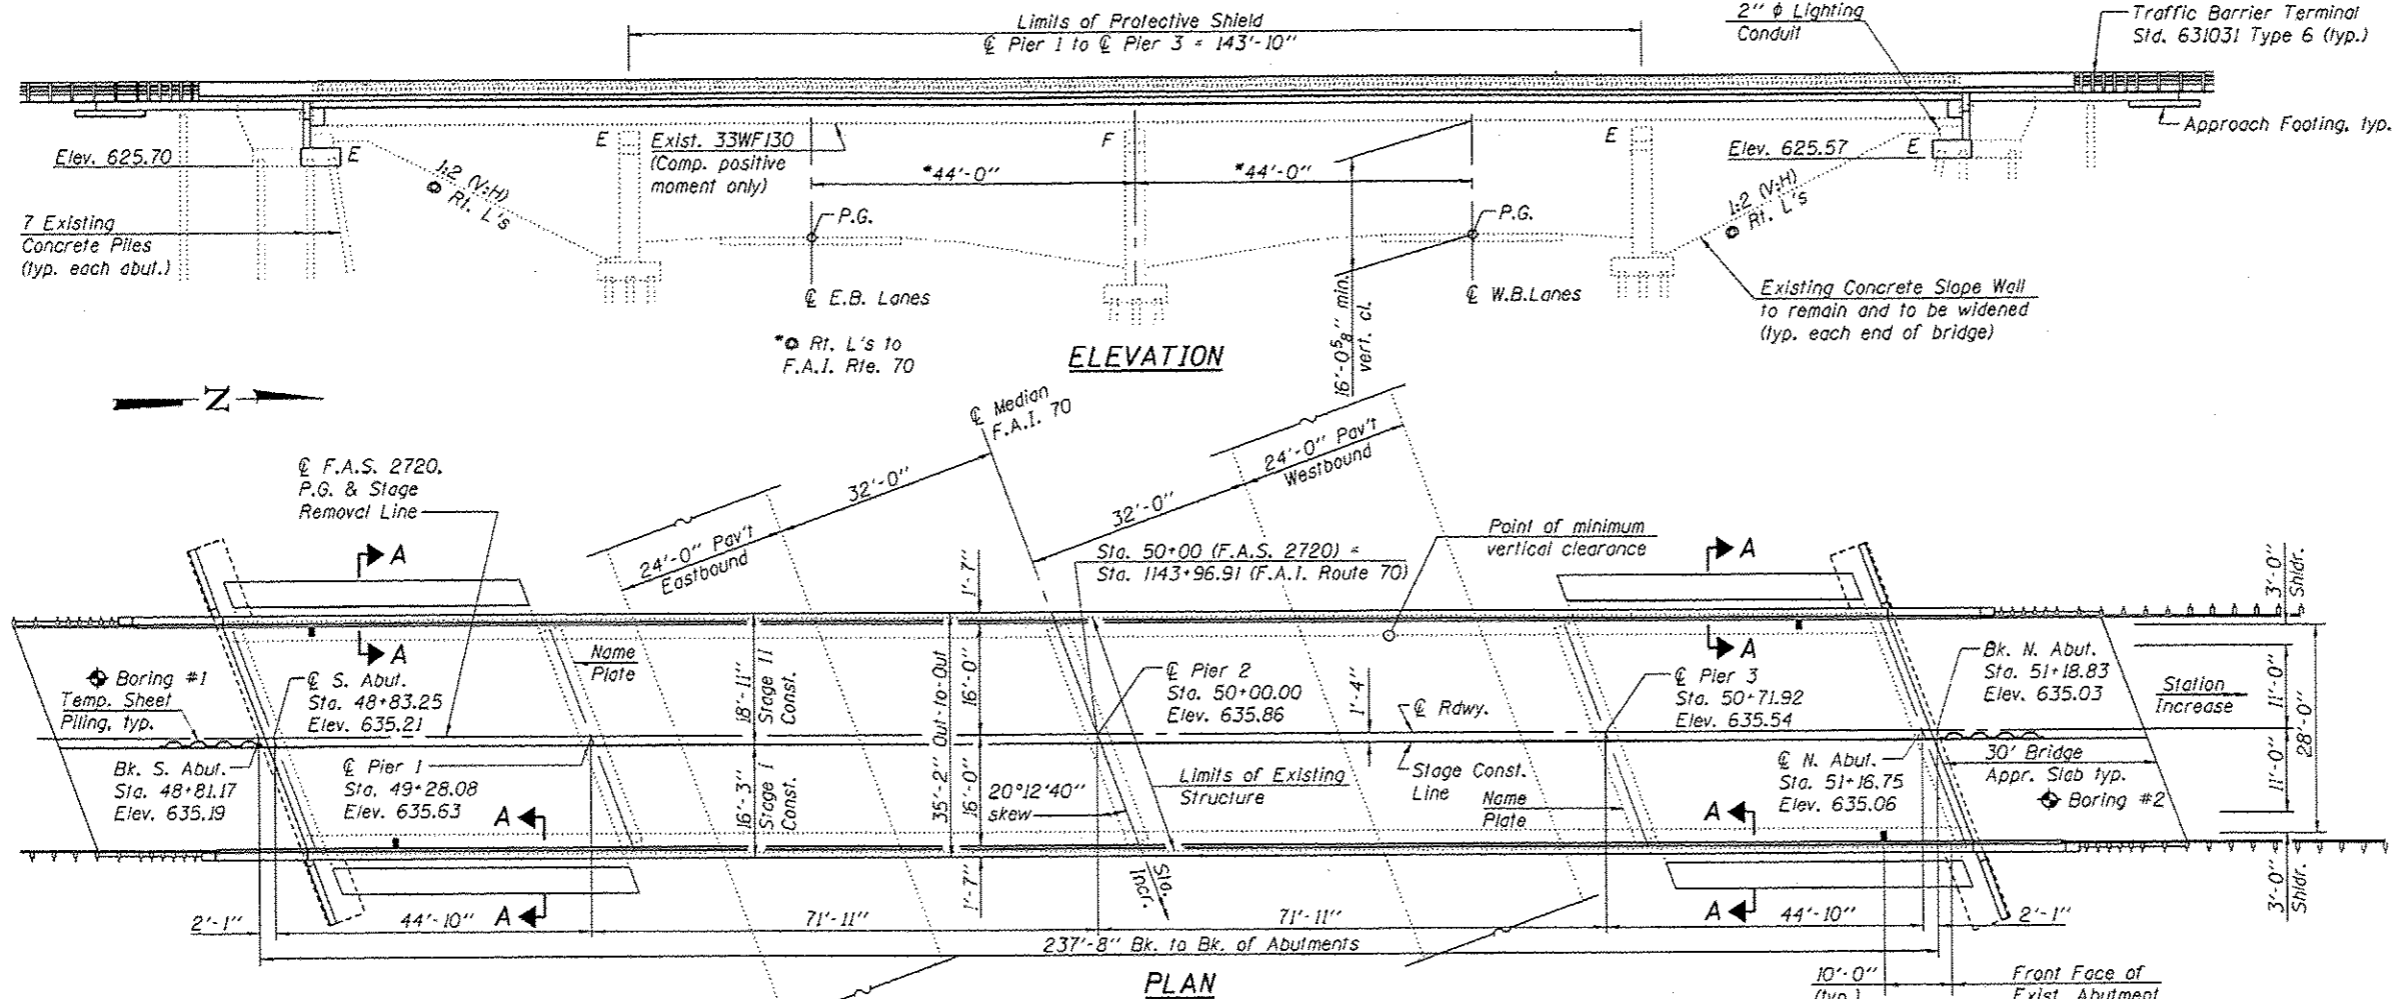 Limits of Protective Shield
℄ Pier 1 to ℄ Pier 3 = 143'-10"
2" ϕ Lighting
Conduit
Traffic Barrier Terminal
Std. 631031 Type 6 (typ.)
Elev. 625.70
E
E
Exist. 33WF130
(Comp. positive
moment only)
F
E
Elev. 625.57
E
Approach Footing, typ.
*44'-0"
*44'-0"
1:2 (V:H)
@ Rt. L's
1:2 (V:H)
@ Rt. L's
7 Existing
Concrete Piles
(typ. each abut.)
P.G.
P.G.
℄ E.B. Lanes
℄ W.B.Lanes
16'-0 5/8" min.
vert. cl.
Existing Concrete Slope Wall
to remain and to be widened
(typ. each end of bridge)
*@ Rt. L's to
F.A.I. Rte. 70
ELEVATION
N
℄ Median
F.A.I. 70
℄ F.A.S. 2720,
P.G. & Stage
Removal Line
32'-0"
24'-0" Pav't
Eastbound
32'-0"
24'-0" Pav't
Westbound
Point of minimum
vertical clearance
Sta. 50+00 (F.A.S. 2720) =
Sta. 1143+96.91 (F.A.I. Route 70)
A
A
A
A
1'-7"
3'-0"
Shldr.
Boring #1
Temp. Sheet
Piling, typ.
℄ S. Abut.
Sta. 48+83.25
Elev. 635.21
Name
Plate
18'-11"
Stage II
Const.
35'-2" Out-to-Out
16'-0"
℄ Pier 2
Sta. 50+00.00
Elev. 635.86
1'-4"
℄ Rdwy.
℄ Pier 3
Sta. 50+71.92
Elev. 635.54
Bk. N. Abut.
Sta. 51+18.83
Elev. 635.03
Station
Increase
11'-0"
28'-0"
Bk. S. Abut.
Sta. 48+81.17
Elev. 635.19
℄ Pier 1
Sta. 49+28.08
Elev. 635.63
16'-3"
Stage I
Const.
16'-0"
20°12'40"
skew
Limits of Existing
Structure
Stage Const.
Line
Name
Plate
℄ N. Abut.
Sta. 51+16.75
Elev. 635.06
30' Bridge
Appr. Slab typ.
Boring #2
11'-0"
A
A
A
A
1'-7"
Sta.
Incr.
3'-0"
Shldr.
2'-1"
44'-10"
71'-11"
71'-11"
44'-10"
2'-1"
237'-8" Bk. to Bk. of Abutments
PLAN
10'-0"
(typ.)
Front Face of
Exist. Abutment